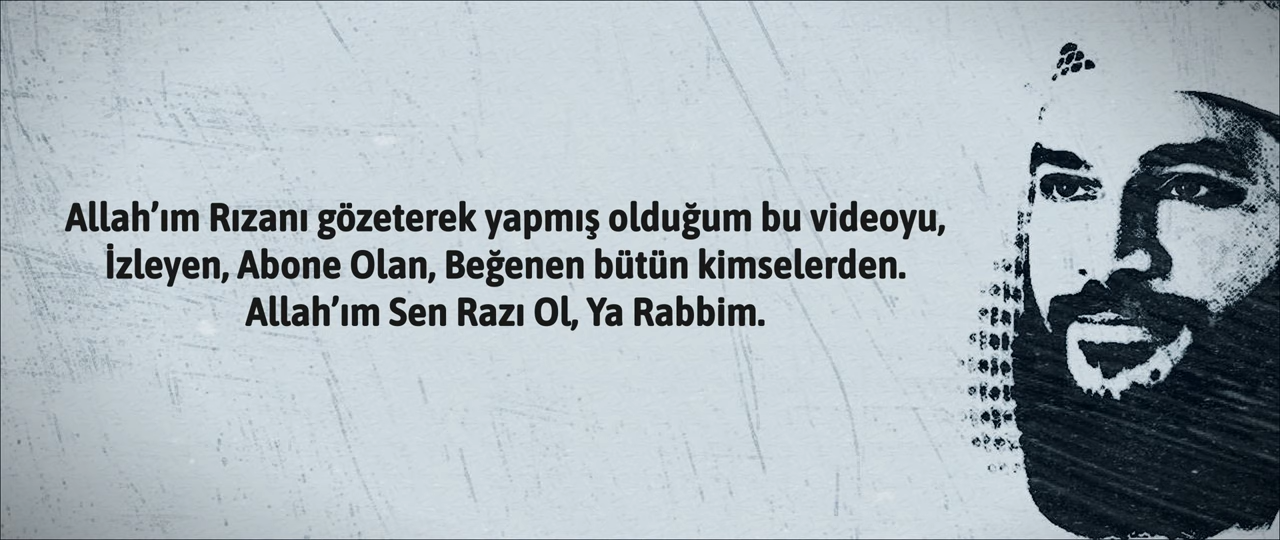 Allah’ım Rızanı gözeterek yapmış olduğum bu videoyu,
İzleyen, Abone Olan, Beğenen bütün kimselerden.
Allah’ım Sen Razı Ol, Ya Rabbim.